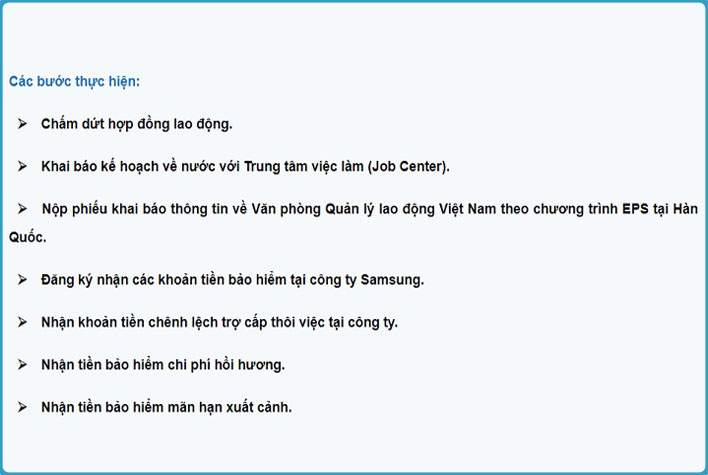 Các bước thực hiện:
➢ Chấm dứt hợp đồng lao động.
➢ Khai báo kế hoạch về nước với Trung tâm việc làm (Job Center).
➢ Nộp phiếu khai báo thông tin về Văn phòng Quản lý lao động Việt Nam theo chương trình EPS tại Hàn
Quốc.
➢ Đăng ký nhận các khoản tiền bảo hiểm tại công ty Samsung.
➢ Nhận khoản tiền chênh lệch trợ cấp thôi việc tại công ty.
➢ Nhận tiền bảo hiểm chi phí hồi hương.
➢ Nhận tiền bảo hiểm mãn hạn xuất cảnh.